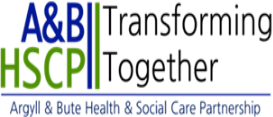 A&B Transforming
HSCP Together
Argyll & Bute Health & Social Care Partnership